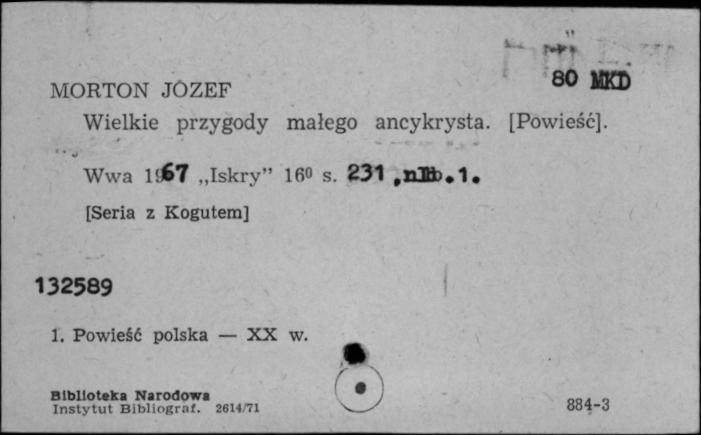 80 MKD
MORTON JÓZEF
Wielkie przygody małego ancykrysta. [Powieść].
Wwa 1967 „Iskry” 16⁰ s. 231, nlb. 1.
[Seria z Kogutem]
132589
1. Powieść polska — XX w.
Biblioteka Narodowa
Instytut Bibliograf. 2614/71
884-3